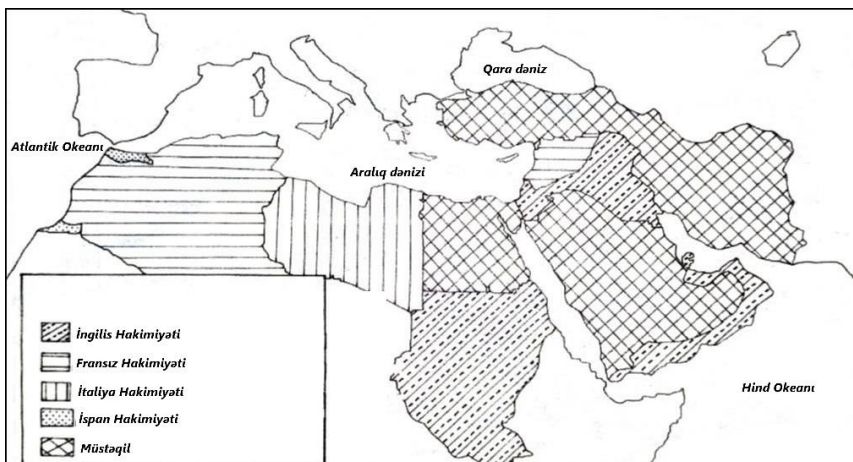 Qara dəniz
Atlantik Okeanı
Aralıq dənizi
İngilis Hakimiyəti
Fransız Hakimiyəti
İtaliya Hakimiyəti
İspan Hakimiyəti
Müstəqil
Hind Okeanı